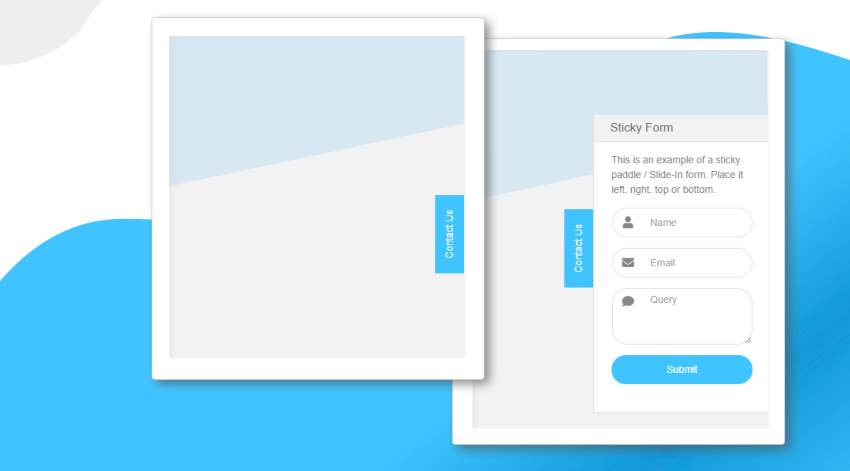 Contact Us
Sticky Form
This is an example of a sticky
paddle / Slide-In form. Place it
left, right, top or bottom.
Contact Us
Name
Email
Query
Submit